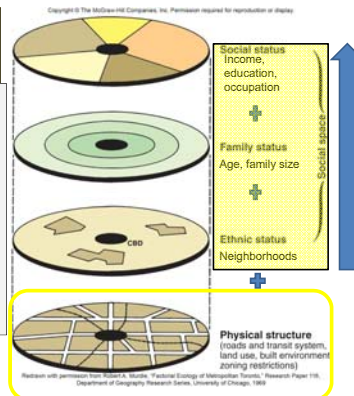 Copyright © The McGraw-Hill Companies, Inc. Permission required for reproduction or display.
Social status
Income,
education,
occupation
Family status
Age, family size
Social space
Ethnic status
Neighborhoods
CBD
Physical structure
(roads and transit system,
land use, built environment
zoning restrictions)
Redrawn with permission from Robert A. Murdie, "Factorial Ecology of Metropolitan Toronto," Research Paper 116,
Department of Geography Research Series, University of Chicago, 1969